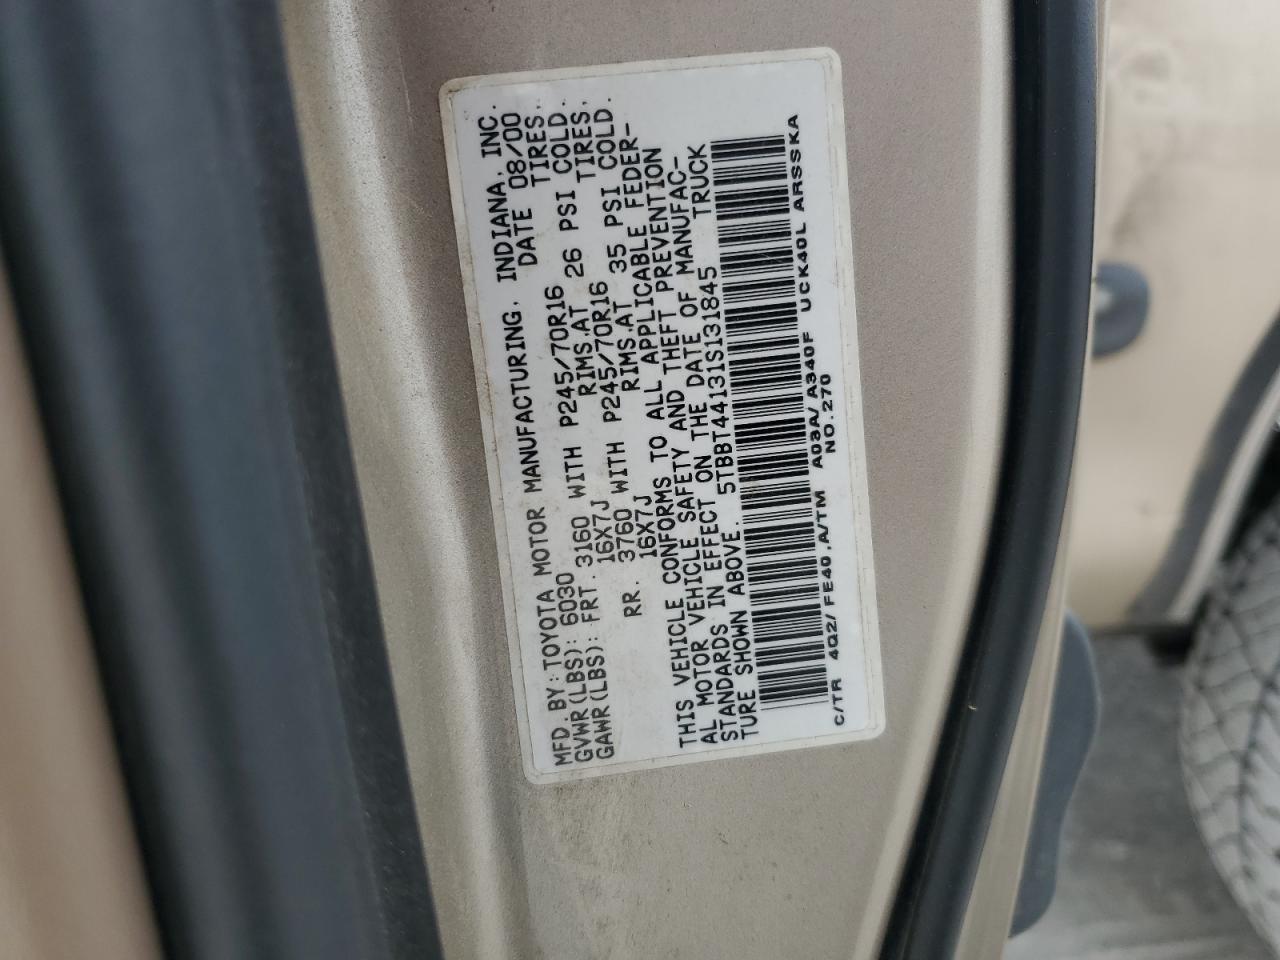 MFD. BY: TOYOTA MOTOR MANUFACTURING, INDIANA, INC.
GVWR(LBS): 6030 DATE 08/00
GAWR(LBS): FRT. 3160 WITH P245/70R16 TIRES,
16X7J RIMS,AT 26 PSI COLD.
RR. 3760 WITH P245/70R16 TIRES,
16X7J RIMS,AT 35 PSI COLD.
THIS VEHICLE CONFORMS TO ALL APPLICABLE FEDER-
AL MOTOR VEHICLE SAFETY AND THEFT PREVENTION
STANDARDS IN EFFECT ON THE DATE OF MANUFAC-
TURE SHOWN ABOVE. 5TBBT44131S131845 TRUCK
C/TR 4Q2/FE40,A/TM A03A/A340F UCK40L ARSSKA
NO.270